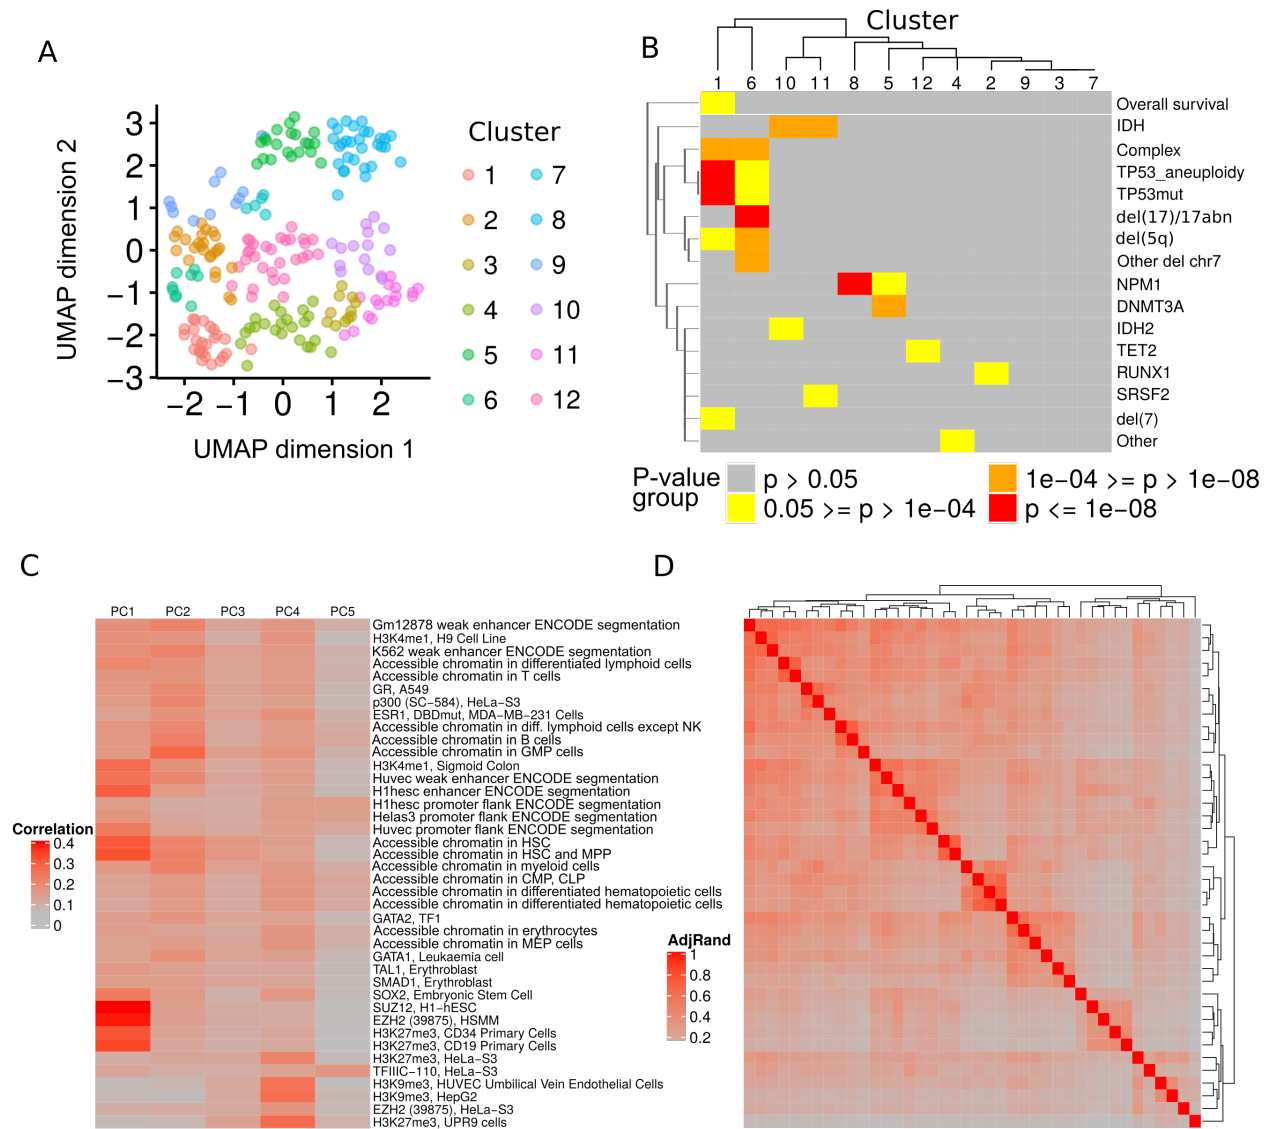 A
UMAP dimension 2
3
2
1
0
−1
−2
−3
−2 −1 0 1 2
UMAP dimension 1
Cluster
1 7
2 8
3 9
4 10
5 11
6 12
B
Cluster
1 6 10 11 8 5 12 4 2 9 3 7
Overall survival
IDH
Complex
TP53_aneuploidy
TP53mut
del(17)/17abn
del(5q)
Other del chr7
NPM1
DNMT3A
IDH2
TET2
RUNX1
SRSF2
del(7)
Other
P-value
group
p > 0.05
1e−04 >= p > 1e−08
0.05 >= p > 1e−04
p <= 1e−08
C
PC1 PC2 PC3 PC4 PC5
Gm12878 weak enhancer ENCODE segmentation
H3K4me1, H9 Cell Line
K562 weak enhancer ENCODE segmentation
Accessible chromatin in differentiated lymphoid cells
Accessible chromatin in T cells
GR, A549
p300 (SC−584), HeLa−S3
ESR1, DBDmut, MDA−MB−231 Cells
Accessible chromatin in diff. lymphoid cells except NK
Accessible chromatin in B cells
Accessible chromatin in GMP cells
H3K4me1, Sigmoid Colon
Huvec weak enhancer ENCODE segmentation
H1hesc enhancer ENCODE segmentation
H1hesc promoter flank ENCODE segmentation
Helas3 promoter flank ENCODE segmentation
Huvec promoter flank ENCODE segmentation
Accessible chromatin in HSC
Accessible chromatin in HSC and MPP
Accessible chromatin in myeloid cells
Accessible chromatin in CMP, CLP
Accessible chromatin in differentiated hematopoietic cells
Accessible chromatin in differentiated hematopoietic cells
GATA2, TF1
Accessible chromatin in erythrocytes
Accessible chromatin in MEP cells
GATA1, Leukaemia cell
TAL1, Erythroblast
SMAD1, Erythroblast
SOX2, Embryonic Stem Cell
SUZ12, H1−hESC
EZH2 (39875), HSMM
H3K27me3, CD34 Primary Cells
H3K27me3, CD19 Primary Cells
H3K27me3, HeLa−S3
TFIIIC−110, HeLa−S3
H3K9me3, HUVEC Umbilical Vein Endothelial Cells
H3K9me3, HepG2
EZH2 (39875), HeLa−S3
H3K27me3, UPR9 cells
Correlation
0.4
0.3
0.2
0.1
0
D
AdjRand
1
0.8
0.6
0.4
0.2